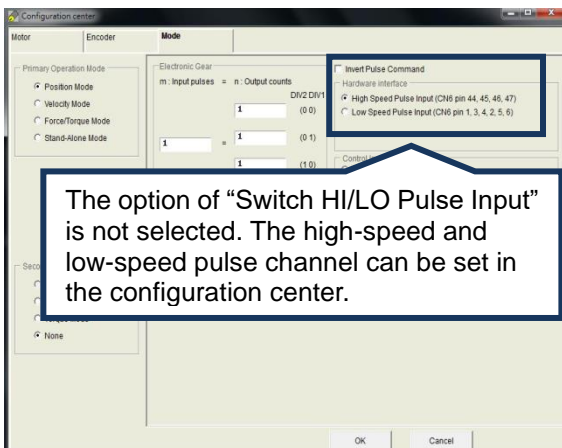 Configuration center
Motor Encoder Mode
Primary Operation Mode
Position Mode
Velocity Mode
Force/Torque Mode
Stand-Alone Mode
Electronic Gear
m : Input pulses = n : Output counts
DIV2 DIV1
1 (0 0)
1 = 1 (0 1)
1 (1 0)
Invert Pulse Command
Hardware interface
High Speed Pulse Input (CN6 pin 44, 45, 46, 47)
Low Speed Pulse Input (CN6 pin 1, 3, 4, 2, 5, 6)
The option of “Switch HI/LO Pulse Input”
is not selected. The high-speed and
low-speed pulse channel can be set in
the configuration center.
None
OK Cancel